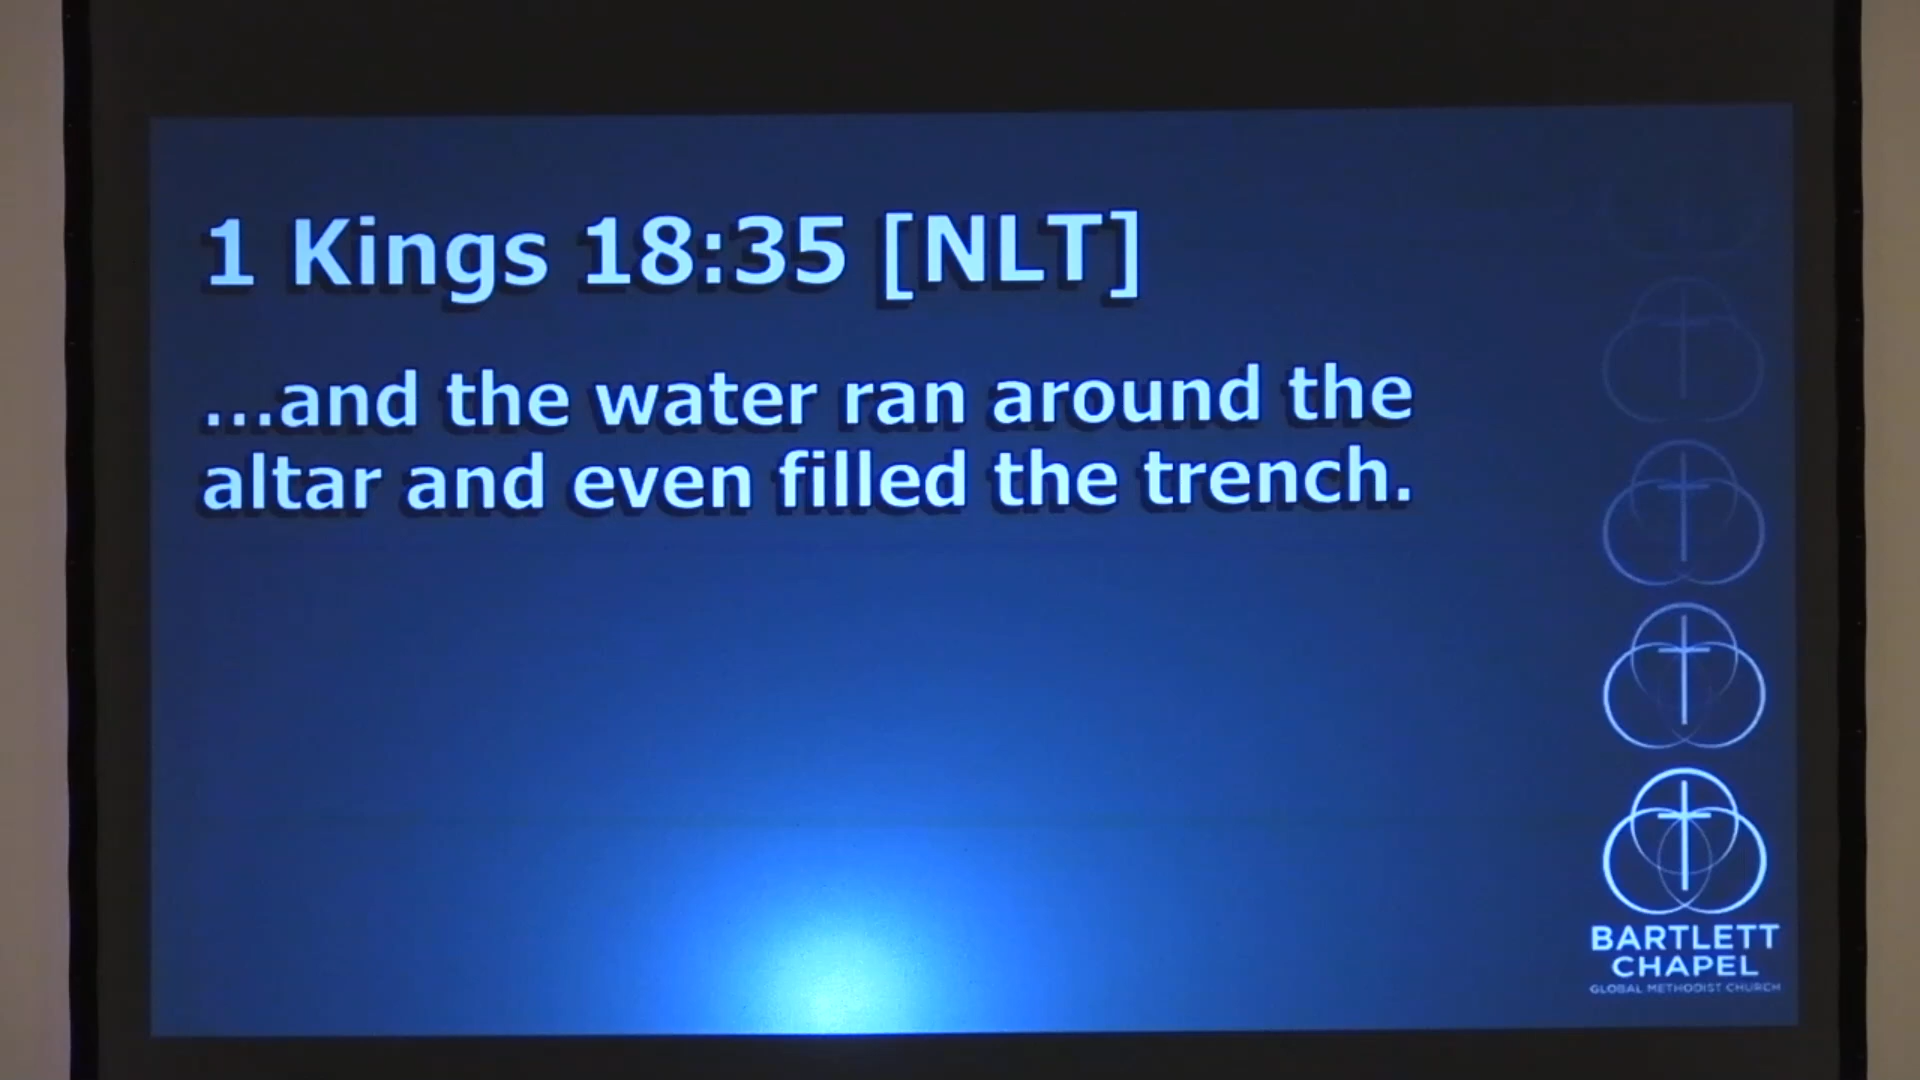 1 Kings 18:35 [NLT]
...and the water ran around the
altar and even filled the trench.
BARTLETT
CHAPEL
GLOBAL METHODIST CHURCH